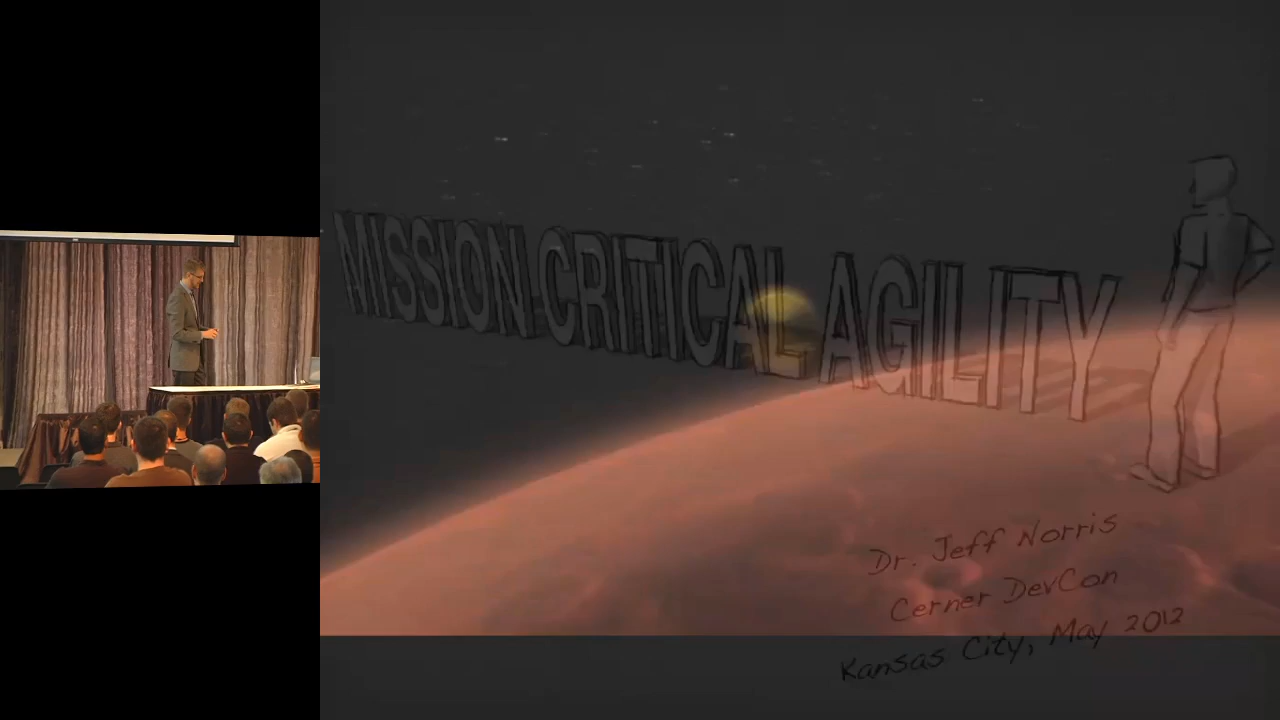 MISSION CRITICAL AGILITY
Dr. Jeff Norris
Cerner DevCon
Kansas City, May 2012